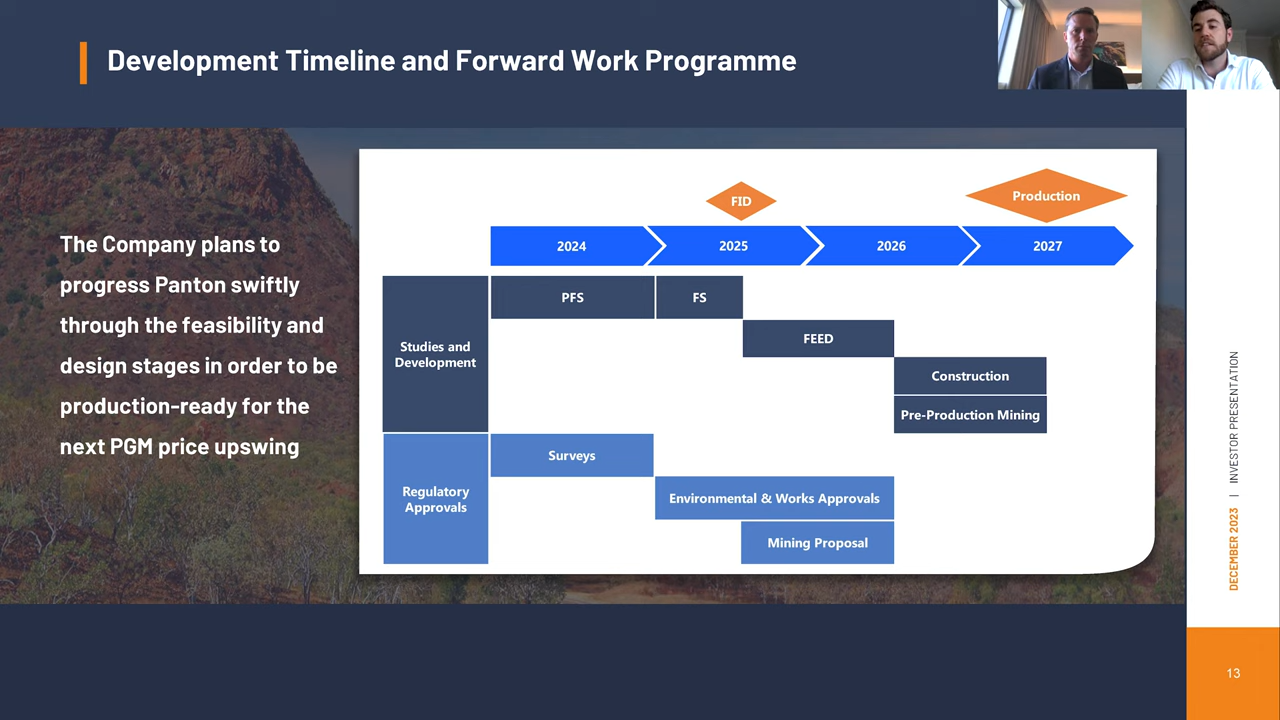 Development Timeline and Forward Work Programme
The Company plans to
progress Panton swiftly
through the feasibility and
design stages in order to be
production-ready for the
next PGM price upswing
FID
Production
2024
2025
2026
2027
Studies and
Development
PFS
FS
FEED
Construction
Pre-Production Mining
Regulatory
Approvals
Surveys
Environmental & Works Approvals
Mining Proposal
DECEMBER 2023 | INVESTOR PRESENTATION
13